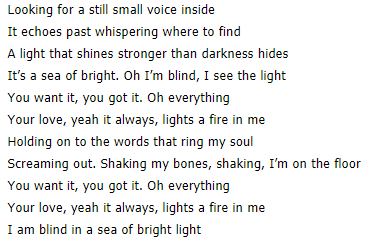 Looking for a still small voice inside
It echoes past whispering where to find
A light that shines stronger than darkness hides
It's a sea of bright. Oh I'm blind, I see the light
You want it, you got it. Oh everything
Your love, yeah it always, lights a fire in me
Holding on to the words that ring my soul
Screaming out. Shaking my bones, shaking, I'm on the floor
You want it, you got it. Oh everything
Your love, yeah it always, lights a fire in me
I am blind in a sea of bright light